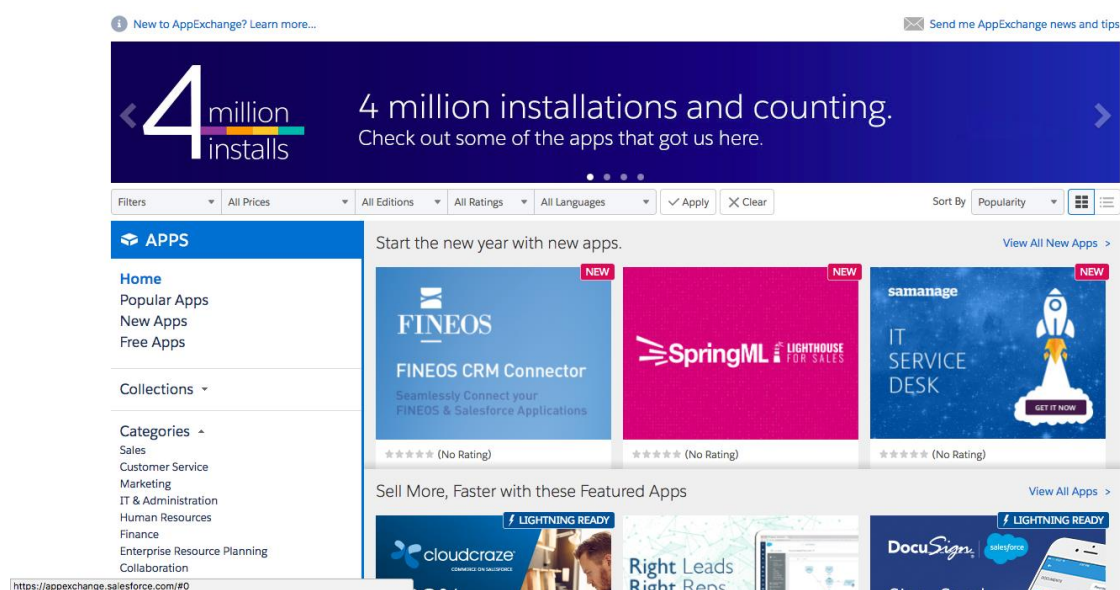 New to AppExchange? Learn more...
Send me AppExchange news and tips
4 million installs
4 million installations and counting.
Check out some of the apps that got us here.
Filters
All Prices
All Editions
All Ratings
All Languages
Apply
Clear
Sort By
Popularity
APPS
Home
Popular Apps
New Apps
Free Apps
Collections
Categories
Sales
Customer Service
Marketing
IT & Administration
Human Resources
Finance
Enterprise Resource Planning
Collaboration
https://appexchange.salesforce.com/#0
Start the new year with new apps.
View All New Apps >
NEW
FINEOS
FINEOS CRM Connector
Seamlessly Connect your
FINEOS & Salesforce Applications
(No Rating)
NEW
SpringML
LIGHTHOUSE
FOR SALES
(No Rating)
NEW
samanage
IT
SERVICE
DESK
GET IT NOW
(No Rating)
Sell More, Faster with these Featured Apps
View All Apps >
LIGHTNING READY
cloudcraze
COMMERCE ON SALESFORCE
Right Leads
Right Reps
LIGHTNING READY
DocuSign
salesforce